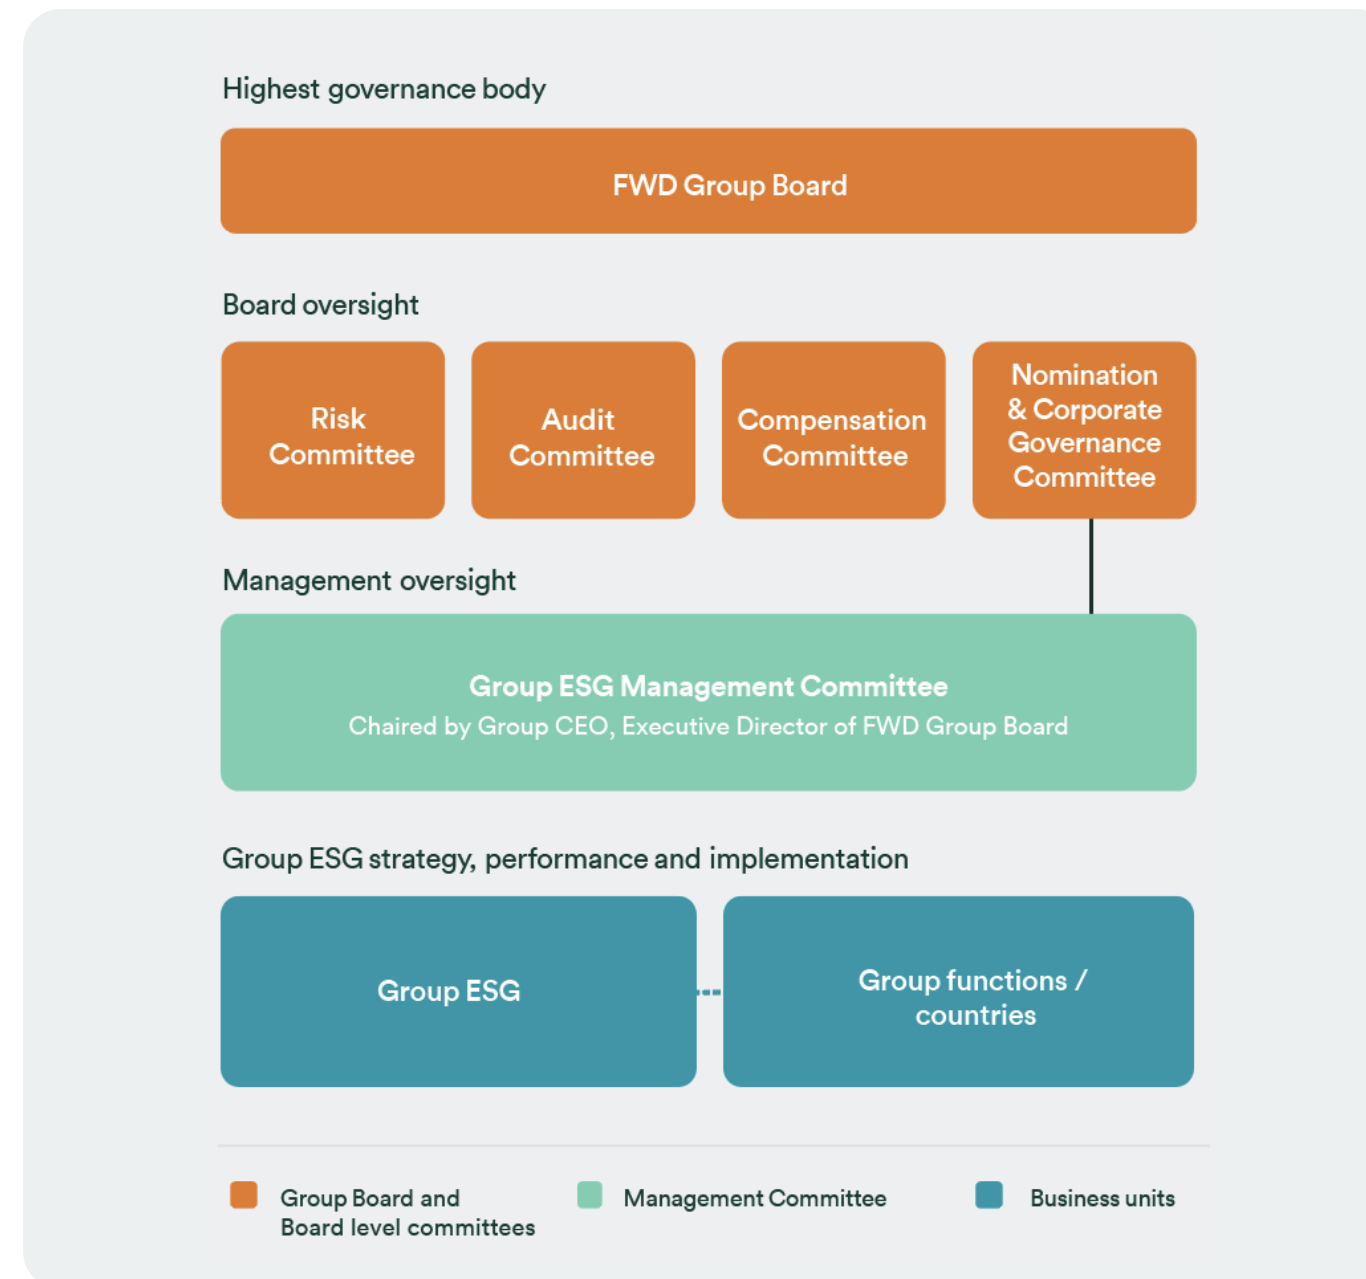 Highest governance body
FWD Group Board
Board oversight
Risk
Committee
Audit
Committee
Compensation
Committee
Nomination
& Corporate
Governance
Committee
Management oversight
Group ESG Management Committee
Chaired by Group CEO, Executive Director of FWD Group Board
Group ESG strategy, performance and implementation
Group ESG
Group functions /
countries
Group Board and
Board level committees
Management Committee
Business units